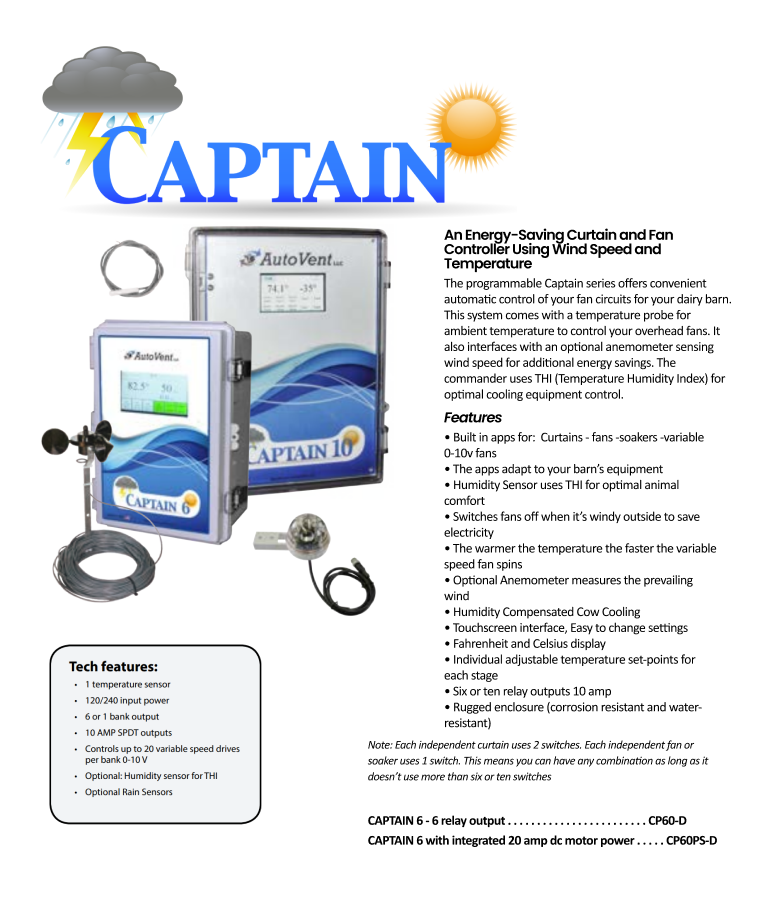 CAPTAIN
An Energy-Saving Curtain and Fan
Controller Using Wind Speed and
Temperature
The programmable Captain series offers convenient
automatic control of your fan circuits for your dairy barn.
This system comes with a temperature probe for
ambient temperature to control your overhead fans. It
also interfaces with an optional anemometer sensing
wind speed for additional energy savings. The
commander uses THI (Temperature Humidity Index) for
optimal cooling equipment control.
Features
• Built in apps for: Curtains - fans -soakers -variable
0-10v fans
• The apps adapt to your barn's equipment
• Humidity Sensor uses THI for optimal animal
comfort
• Switches fans off when it's windy outside to save
electricity
• The warmer the temperature the faster the variable
speed fan spins
• Optional Anemometer measures the prevailing
wind
• Humidity Compensated Cow Cooling
• Touchscreen interface, Easy to change settings
• Fahrenheit and Celsius display
• Individual adjustable temperature set-points for
each stage
• Six or ten relay outputs 10 amp
• Rugged enclosure (corrosion resistant and water-
resistant)
AutoVent LLC
74.1° -35°
CAPTAIN 10
AutoVent
82.5° 50
CAPTAIN 6
Tech features:
• 1 temperature sensor
• 120/240 input power
• 6 or 1 bank output
• 10 AMP SPDT outputs
• Controls up to 20 variable speed drives
per bank 0-10 V
• Optional: Humidity sensor for THI
• Optional Rain Sensors
Note: Each independent curtain uses 2 switches. Each independent fan or
soaker uses 1 switch. This means you can have any combination as long as it
doesn't use more than six or ten switches
CAPTAIN 6 - 6 relay output . . . . . . . . . . . . . . . . . . . . . . . . CP60-D
CAPTAIN 6 with integrated 20 amp dc motor power . . . . . CP60PS-D